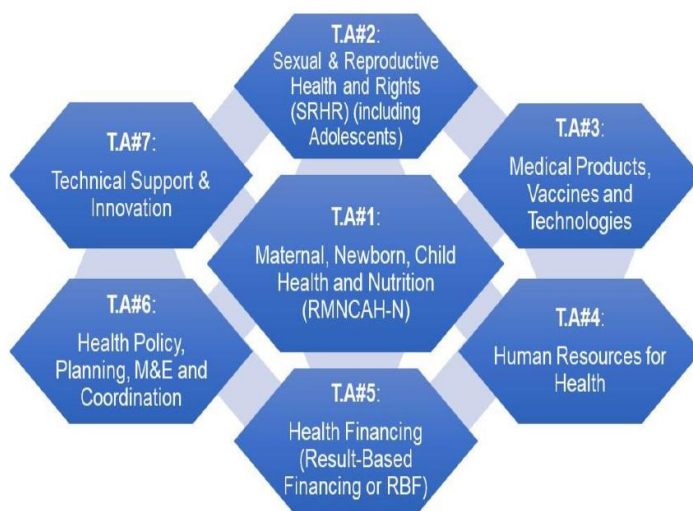 T.A#2:
Sexual & Reproductive
Health and Rights
(SRHR) (including
Adolescents)
T.A#7:
Technical Support &
Innovation
T.A#3:
Medical Products,
Vaccines and
Technologies
T.A#1:
Maternal, Newborn, Child
Health and Nutrition
(RMNCAH-N)
T.A#6:
Health Policy,
Planning, M&E and
Coordination
T.A#4:
Human Resources for
Health
T.A#5:
Health Financing
(Result-Based
Financing or RBF)